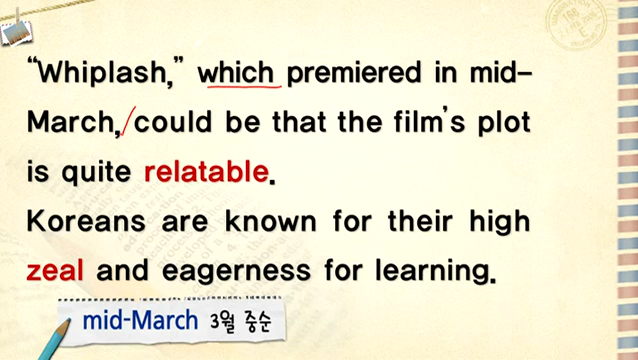 “Whiplash,” which premiered in mid-
March, could be that the film's plot
is quite relatable.
Koreans are known for their high
zeal and eagerness for learning.
mid-March 3월 중순